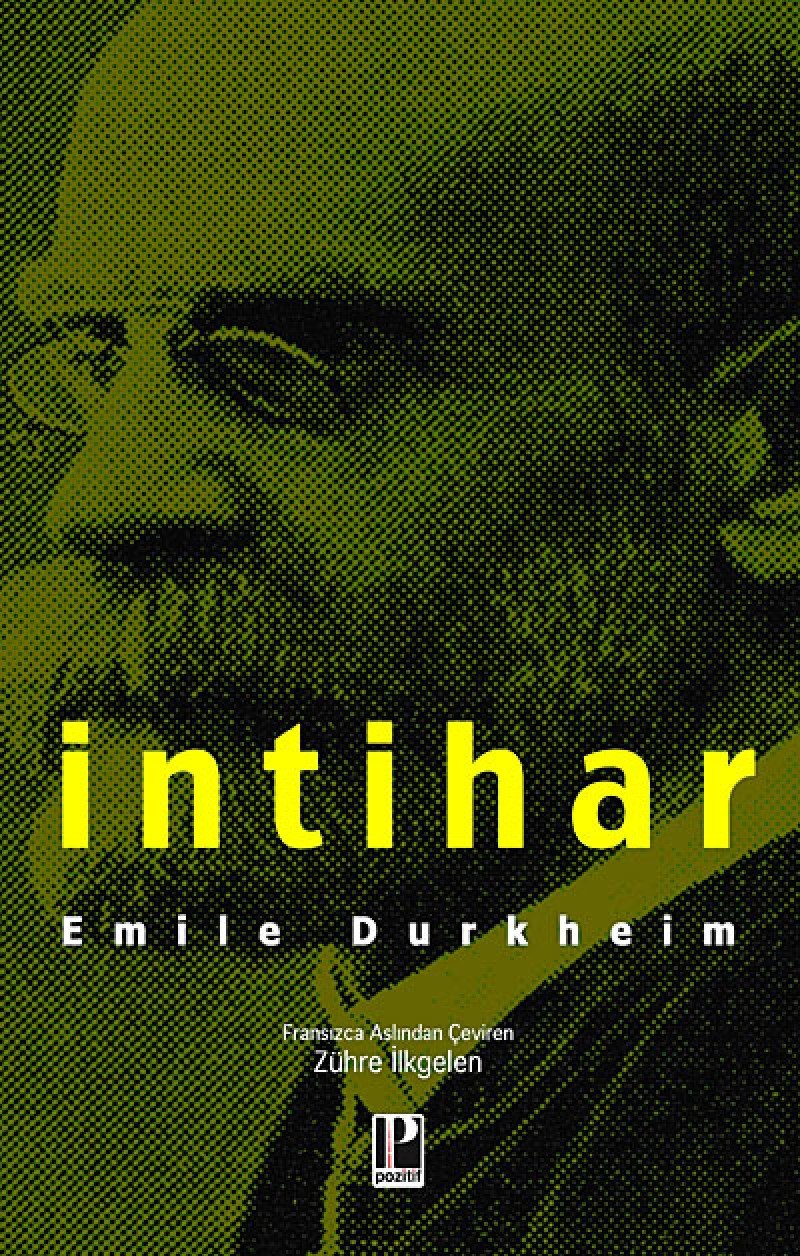 intihar
Emile Durkheim
Fransızca Aslından Çeviren
Zühre İlkgelen
P
pozitif